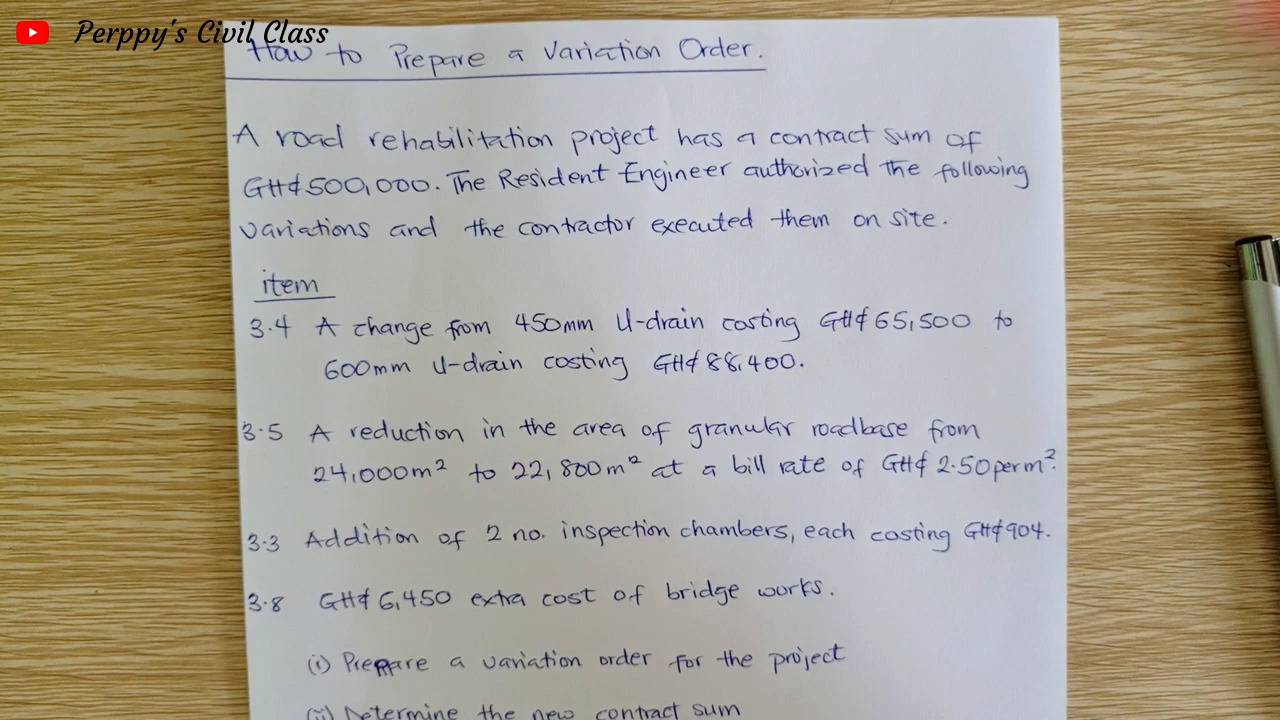 Perppy's Civil Class
How to Prepare a Variation Order.
A road rehabilitation project has a contract sum of
GH¢500,000. The Resident Engineer authorized the following
variations and the contractor executed them on site.
item
3.4 A change from 450mm U-drain costing GH¢65,500 to
600mm U-drain costing GH¢88,400.
3.5 A reduction in the area of granular roadbase from
24,000m² to 22,800m² at a bill rate of GH¢ 2.50 per m².
3.3 Addition of 2 no. inspection chambers, each costing GH¢904.
3.8 GH¢6,450 extra cost of bridge works.
(i) Prepare a variation order for the project
(ii) Determine the new contract sum